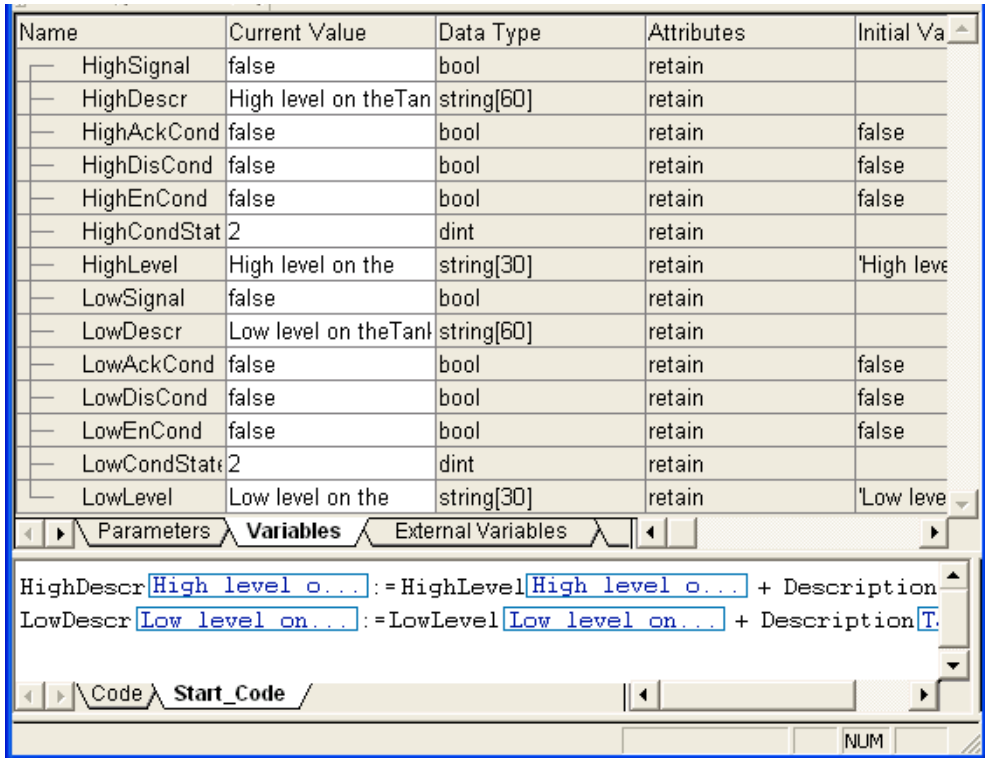 Name Current Value Data Type Attributes Initial Va
HighSignal false bool retain
HighDescr High level on theTan string[60] retain
HighAckCond false bool retain false
HighDisCond false bool retain false
HighEnCond false bool retain false
HighCondStat 2 dint retain
HighLevel High level on the string[30] retain 'High leve
LowSignal false bool retain
LowDescr Low level on theTank string[60] retain
LowAckCond false bool retain false
LowDisCond false bool retain false
LowEnCond false bool retain false
LowCondState 2 dint retain
LowLevel Low level on the string[30] retain 'Low leve
Parameters Variables External Variables
HighDescr High level o... :=HighLevel High level o... + Description
LowDescr Low level on... :=LowLevel Low level on... + Description T
Code Start_Code
NUM